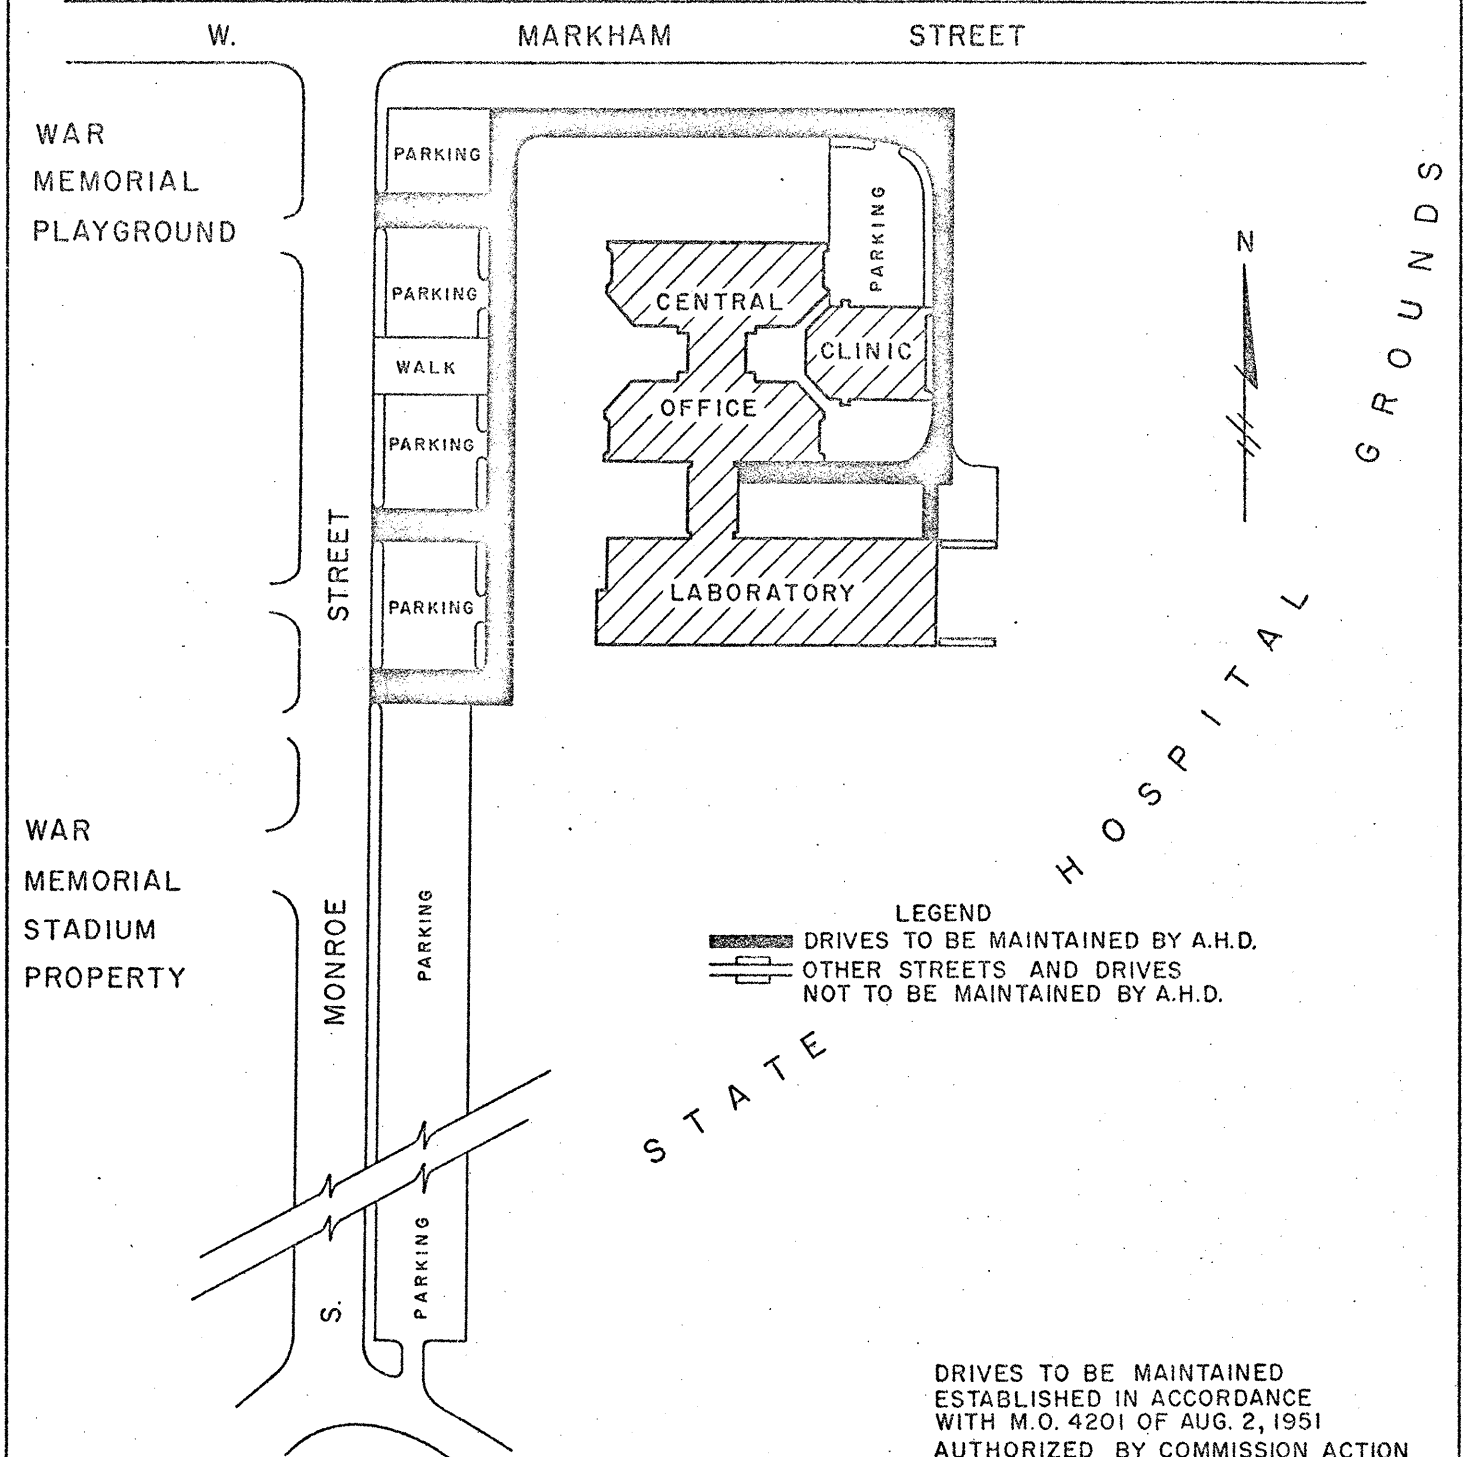 W. MARKHAM STREET
WAR
MEMORIAL
PLAYGROUND
PARKING
PARKING
WALK
PARKING
PARKING
PARKING
CENTRAL
OFFICE
CLINIC
LABORATORY
N
STATE HOSPITAL GROUNDS
WAR
MEMORIAL
STADIUM
PROPERTY
S. MONROE STREET
PARKING
PARKING
LEGEND
DRIVES TO BE MAINTAINED BY A.H.D.
OTHER STREETS AND DRIVES
NOT TO BE MAINTAINED BY A.H.D.
DRIVES TO BE MAINTAINED
ESTABLISHED IN ACCORDANCE
WITH M.O. 4201 OF AUG. 2, 1951
AUTHORIZED BY COMMISSION ACTION